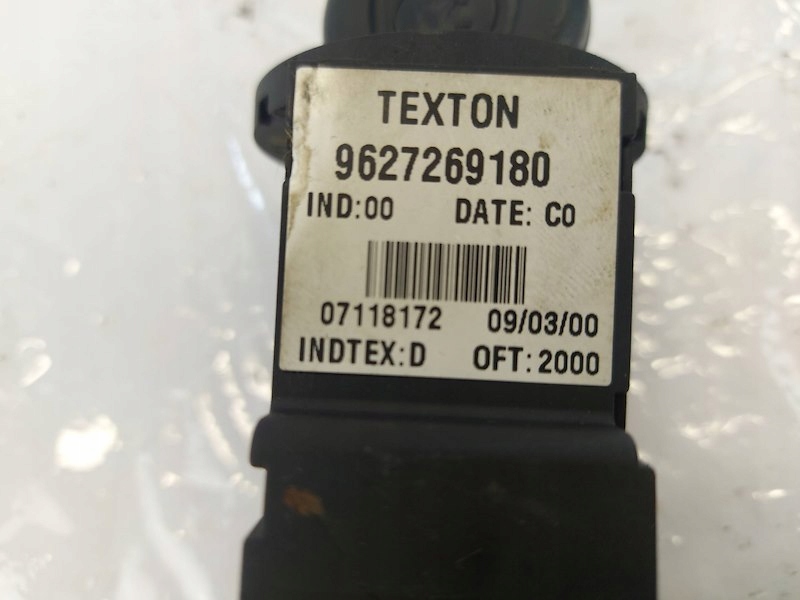 TEXTON
9627269180
IND:00 DATE: C0
07118172 09/03/00
INDTEX:D OFT:2000